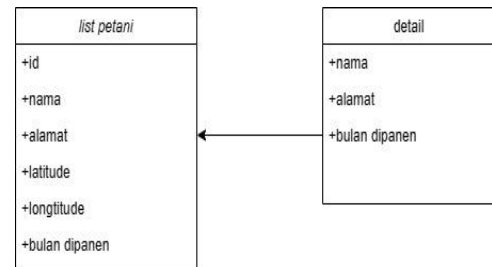 list petani
+id
+nama
+alamat
+latitude
+longtitude
+bulan dipanen
detail
+nama
+alamat
+bulan dipanen